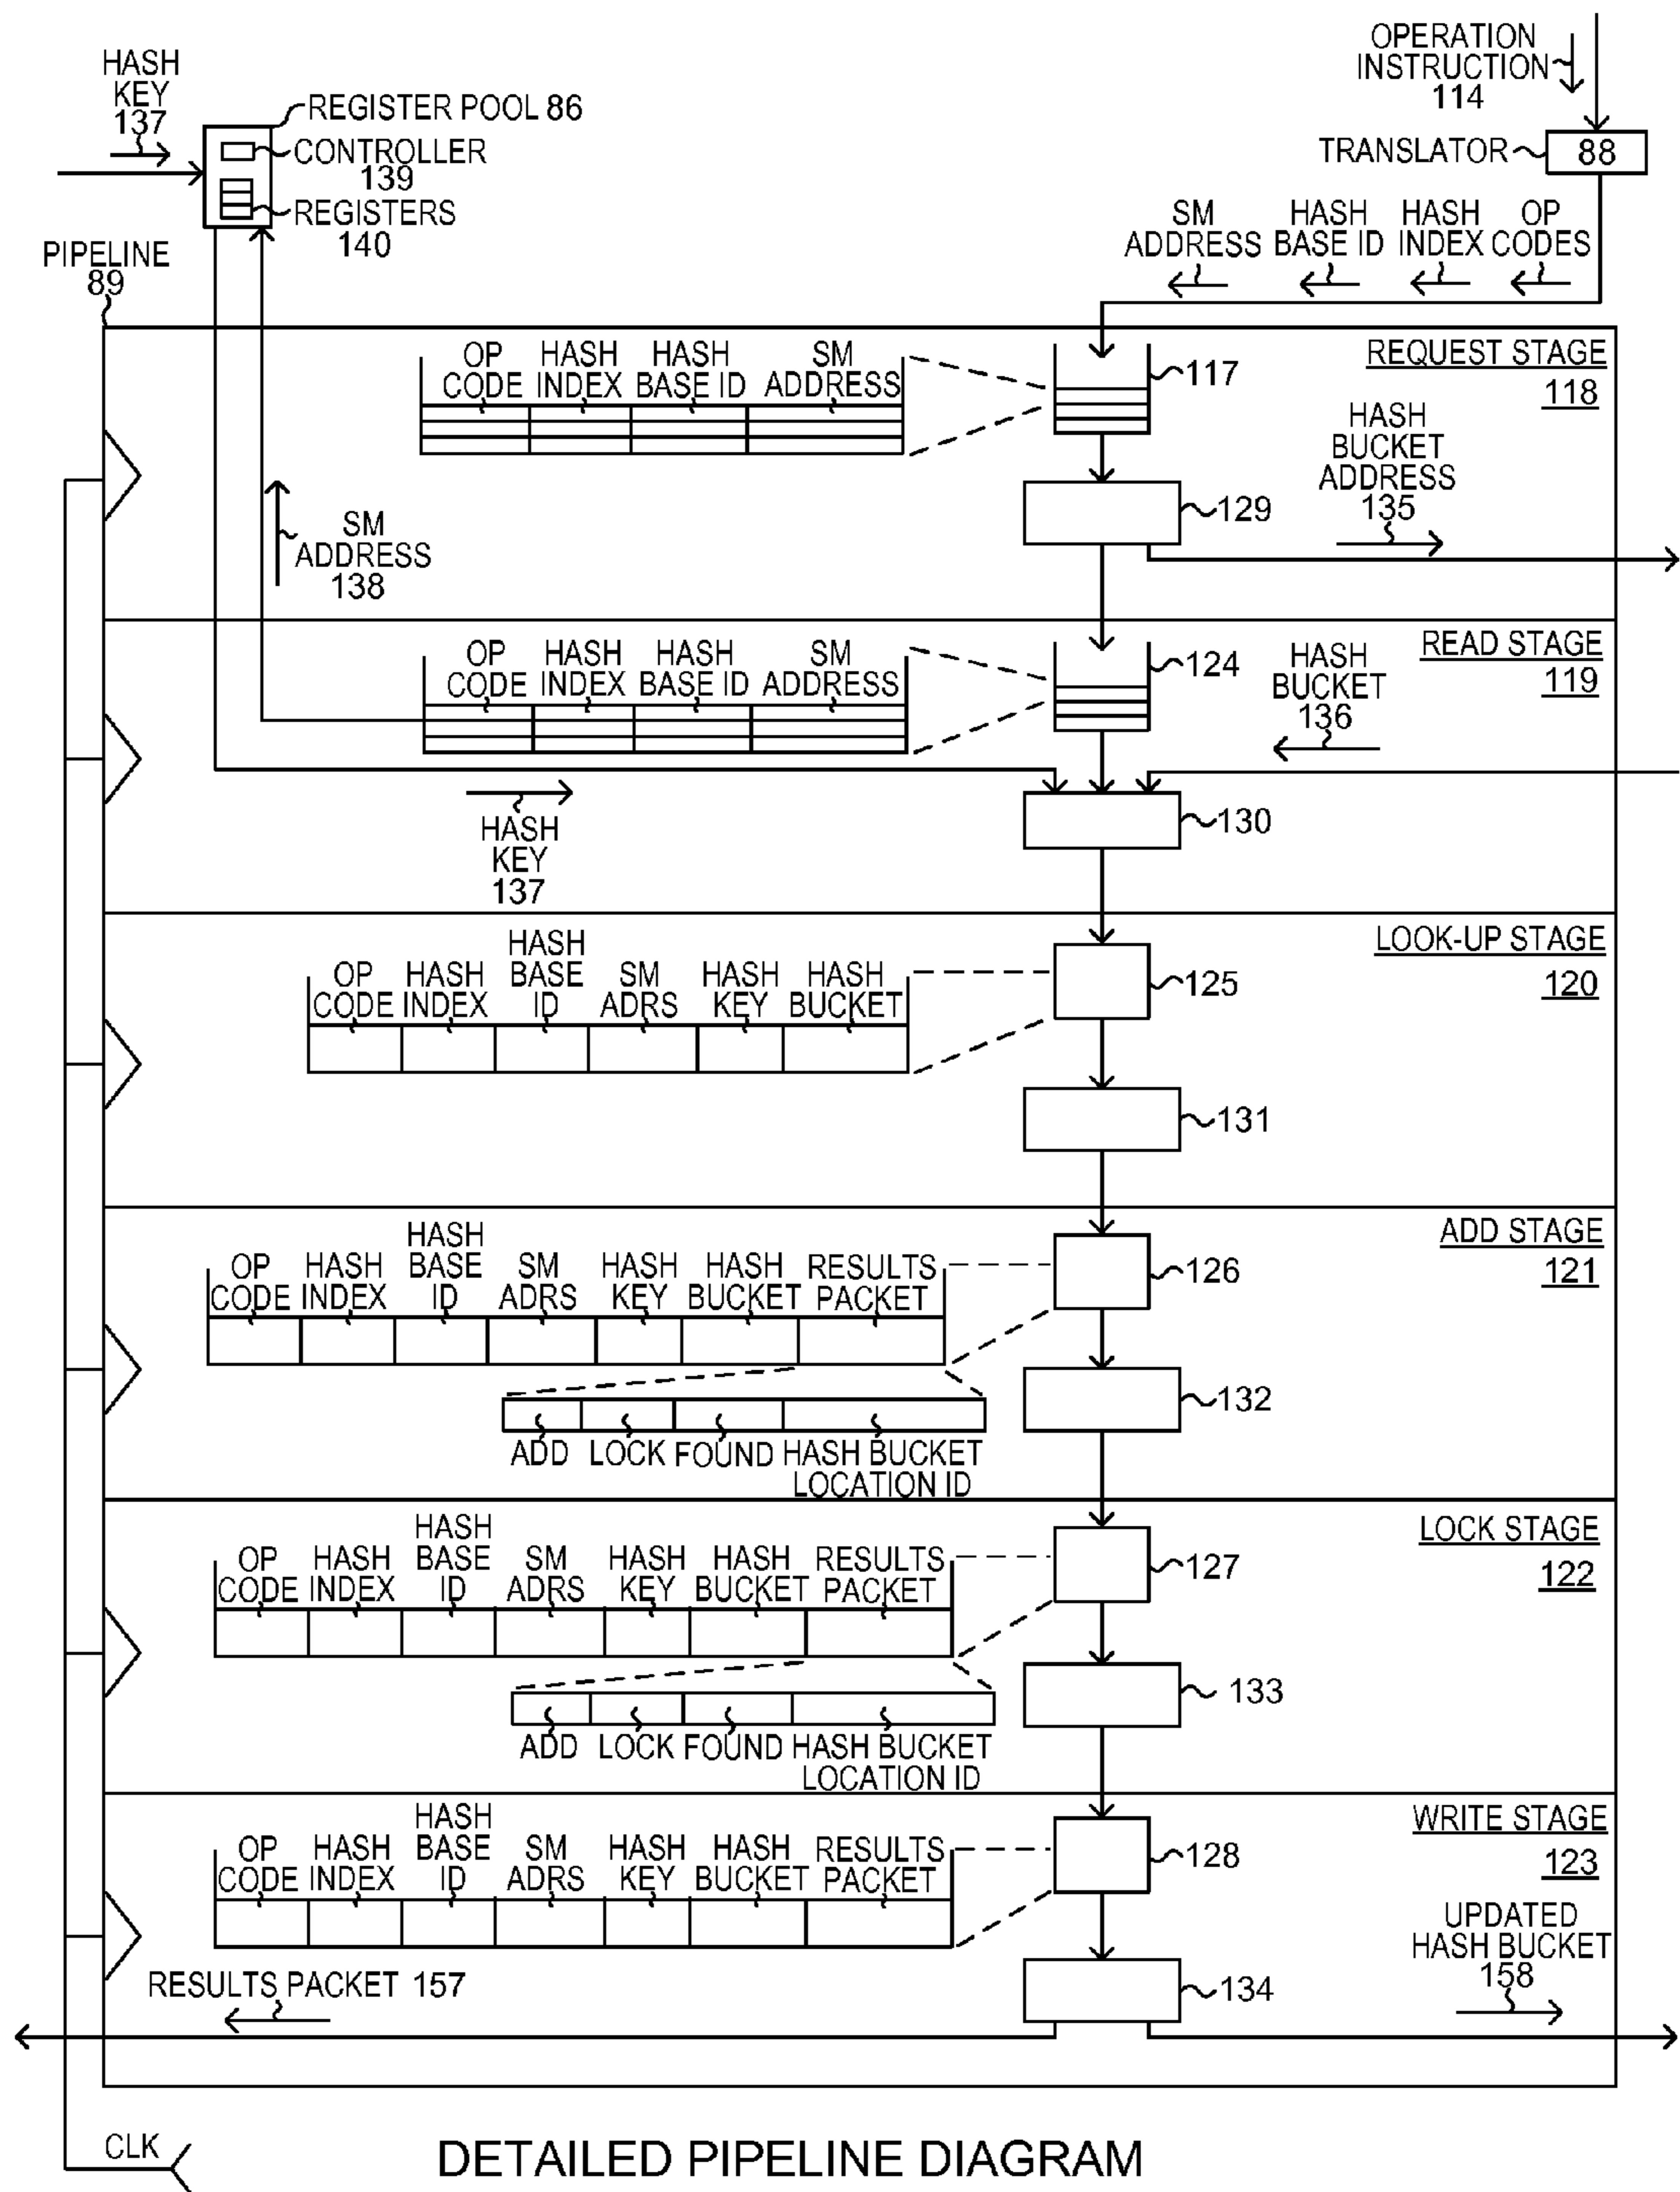 HASH
KEY
137
REGISTER POOL 86
CONTROLLER
139
REGISTERS
140
PIPELINE
89
OPERATION
INSTRUCTION
114
TRANSLATOR
88
SM
ADDRESS
HASH
BASE ID
HASH
INDEX
OP
CODES
REQUEST STAGE
118
OP
CODE
HASH
INDEX
HASH
BASE ID
SM
ADDRESS
117
HASH
BUCKET
ADDRESS
135
129
SM
ADDRESS
138
READ STAGE
119
OP
CODE
HASH
INDEX
HASH
BASE ID
SM
ADDRESS
124
HASH
BUCKET
136
130
HASH
KEY
137
LOOK-UP STAGE
120
OP
CODE
HASH
INDEX
HASH
BASE
ID
SM
ADRS
HASH
KEY
HASH
BUCKET
125
131
ADD STAGE
121
OP
CODE
HASH
INDEX
HASH
BASE
ID
SM
ADRS
HASH
KEY
HASH
BUCKET
RESULTS
PACKET
126
132
ADD
LOCK
FOUND
HASH BUCKET
LOCATION ID
LOCK STAGE
122
OP
CODE
HASH
INDEX
HASH
BASE
ID
SM
ADRS
HASH
KEY
HASH
BUCKET
RESULTS
PACKET
127
133
ADD
LOCK
FOUND
HASH BUCKET
LOCATION ID
WRITE STAGE
123
OP
CODE
HASH
INDEX
HASH
BASE
ID
SM
ADRS
HASH
KEY
HASH
BUCKET
RESULTS
PACKET
128
UPDATED
HASH BUCKET
158
134
RESULTS PACKET 157
CLK
DETAILED PIPELINE DIAGRAM